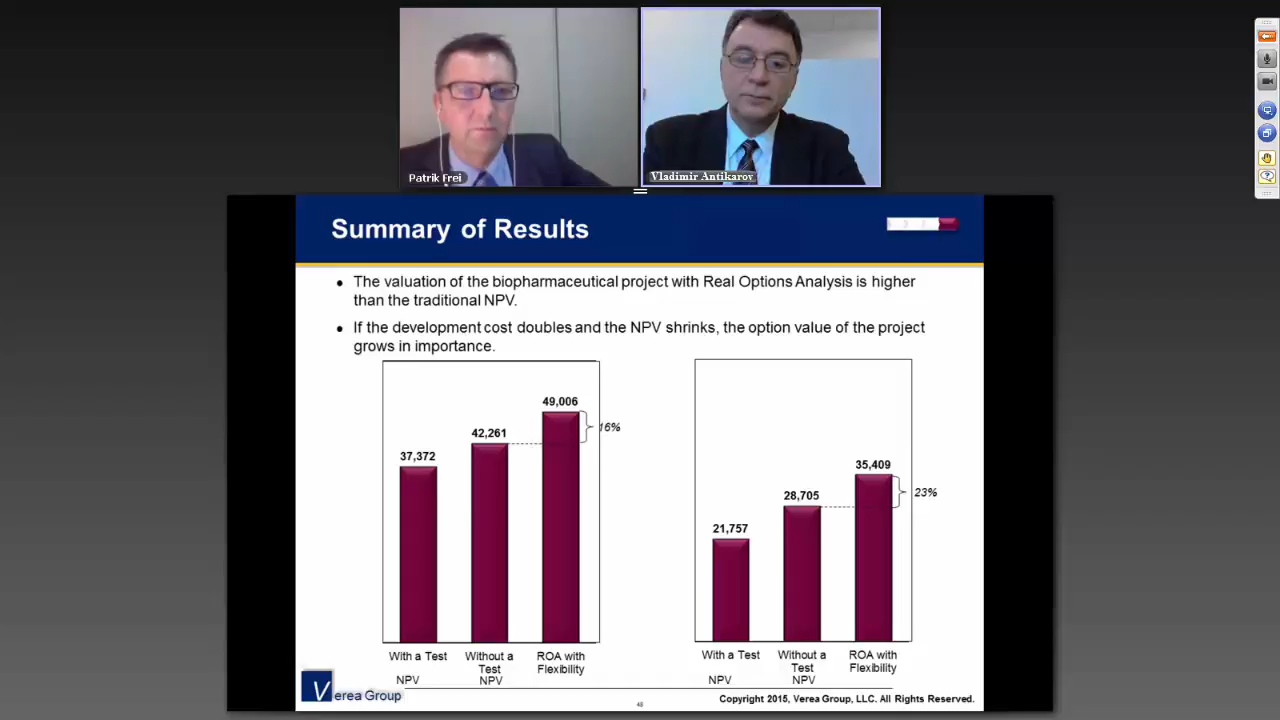 Patrik Frei
Vladimir Antikarov
Summary of Results
• The valuation of the biopharmaceutical project with Real Options Analysis is higher
than the traditional NPV.
• If the development cost doubles and the NPV shrinks, the option value of the project
grows in importance.
49,006
16%
42,261
37,372
With a Test
Without a
Test
ROA with
Flexibility
NPV
NPV
35,409
23%
28,705
21,757
With a Test
Without a
Test
ROA with
Flexibility
NPV
NPV
Verea Group
48
Copyright 2015, Verea Group, LLC. All Rights Reserved.